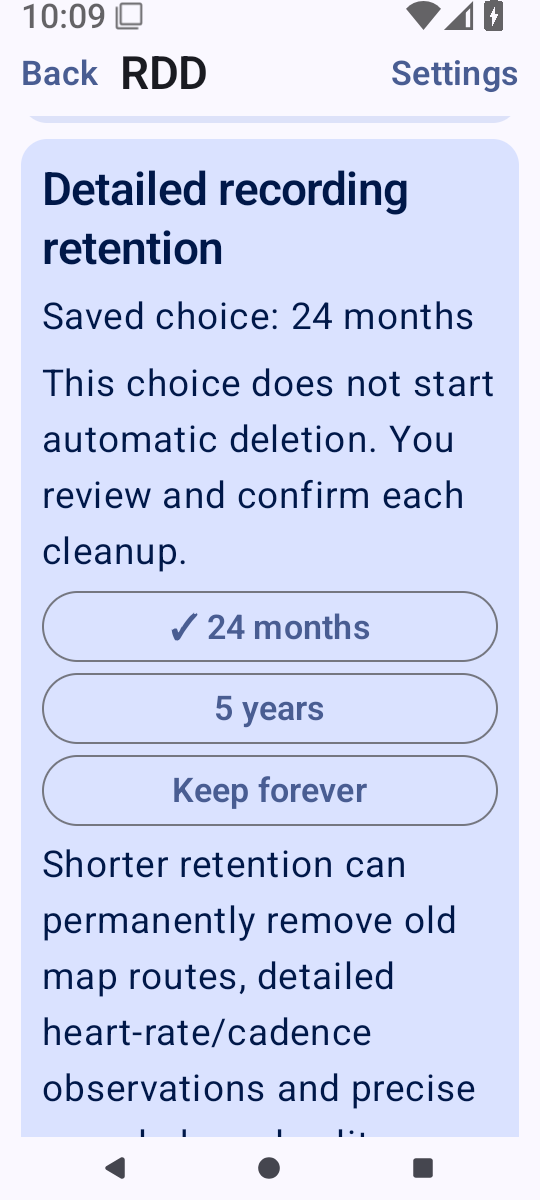 10:09
Back RDD Settings
Detailed recording
retention
Saved choice: 24 months
This choice does not start
automatic deletion. You
review and confirm each
cleanup.
✓ 24 months
5 years
Keep forever
Shorter retention can
permanently remove old
map routes, detailed
heart-rate/cadence
observations and precise